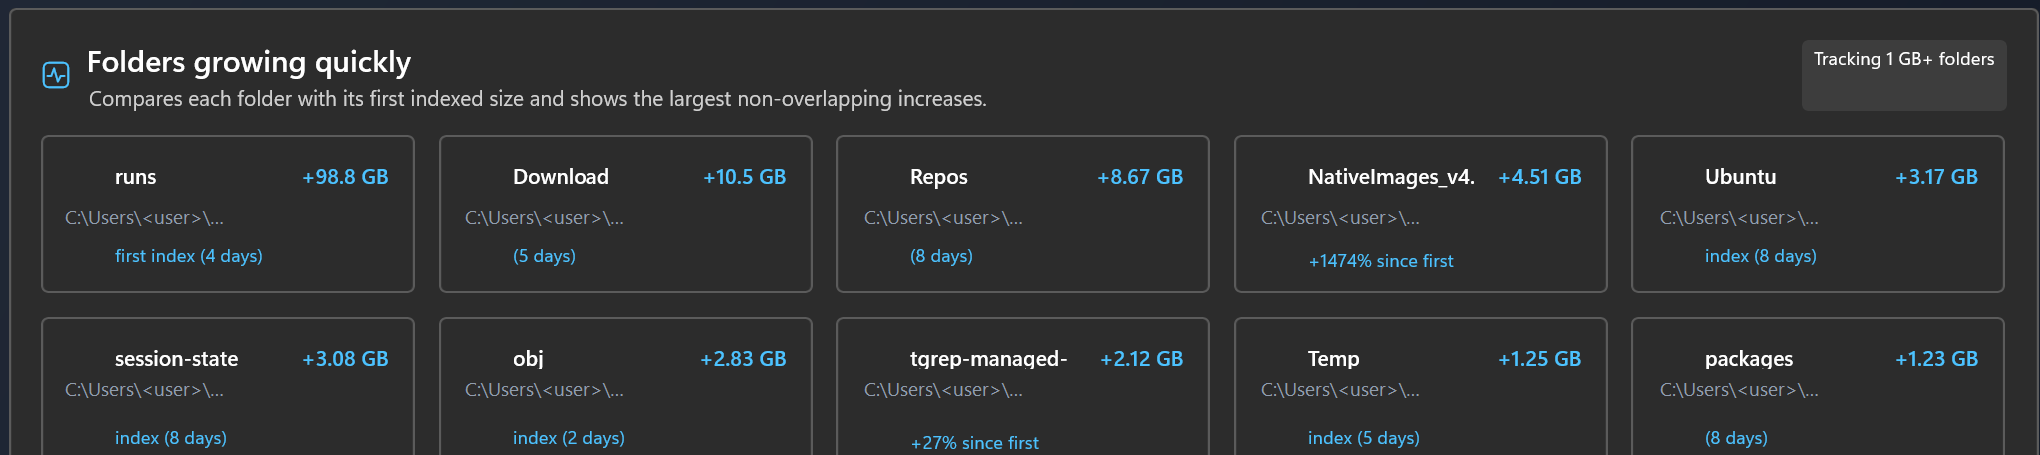 Folders growing quickly
Tracking 1 GB+ folders
Compares each folder with its first indexed size and shows the largest non-overlapping increases.
runs +98.8 GB
C:\Users\<user>\...
first index (4 days)
Download +10.5 GB
C:\Users\<user>\...
(5 days)
Repos +8.67 GB
C:\Users\<user>\...
(8 days)
NativeImages_v4. +4.51 GB
C:\Users\<user>\...
+1474% since first
Ubuntu +3.17 GB
C:\Users\<user>\...
index (8 days)
session-state +3.08 GB
C:\Users\<user>\...
index (8 days)
obj +2.83 GB
C:\Users\<user>\...
index (2 days)
tgrep-managed- +2.12 GB
C:\Users\<user>\...
+27% since first
Temp +1.25 GB
C:\Users\<user>\...
index (5 days)
packages +1.23 GB
C:\Users\<user>\...
(8 days)